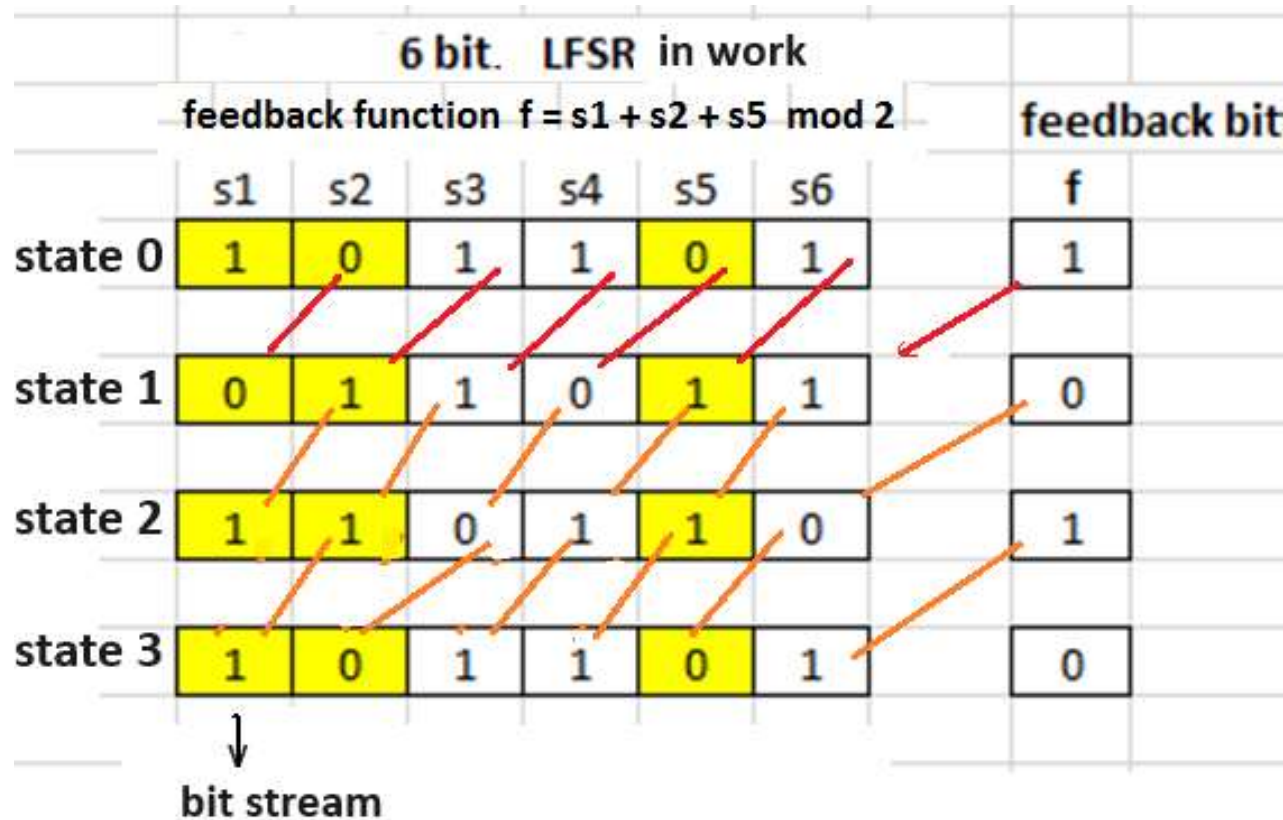 6 bit. LFSR in work
feedback function f = s1 + s2 + s5 mod 2 feedback bit
s1 s2 s3 s4 s5 s6 f
state 0 1 0 1 1 0 1 1
state 1 0 1 1 0 1 1 0
state 2 1 1 0 1 1 0 1
state 3 1 0 1 1 0 1 0
bit stream